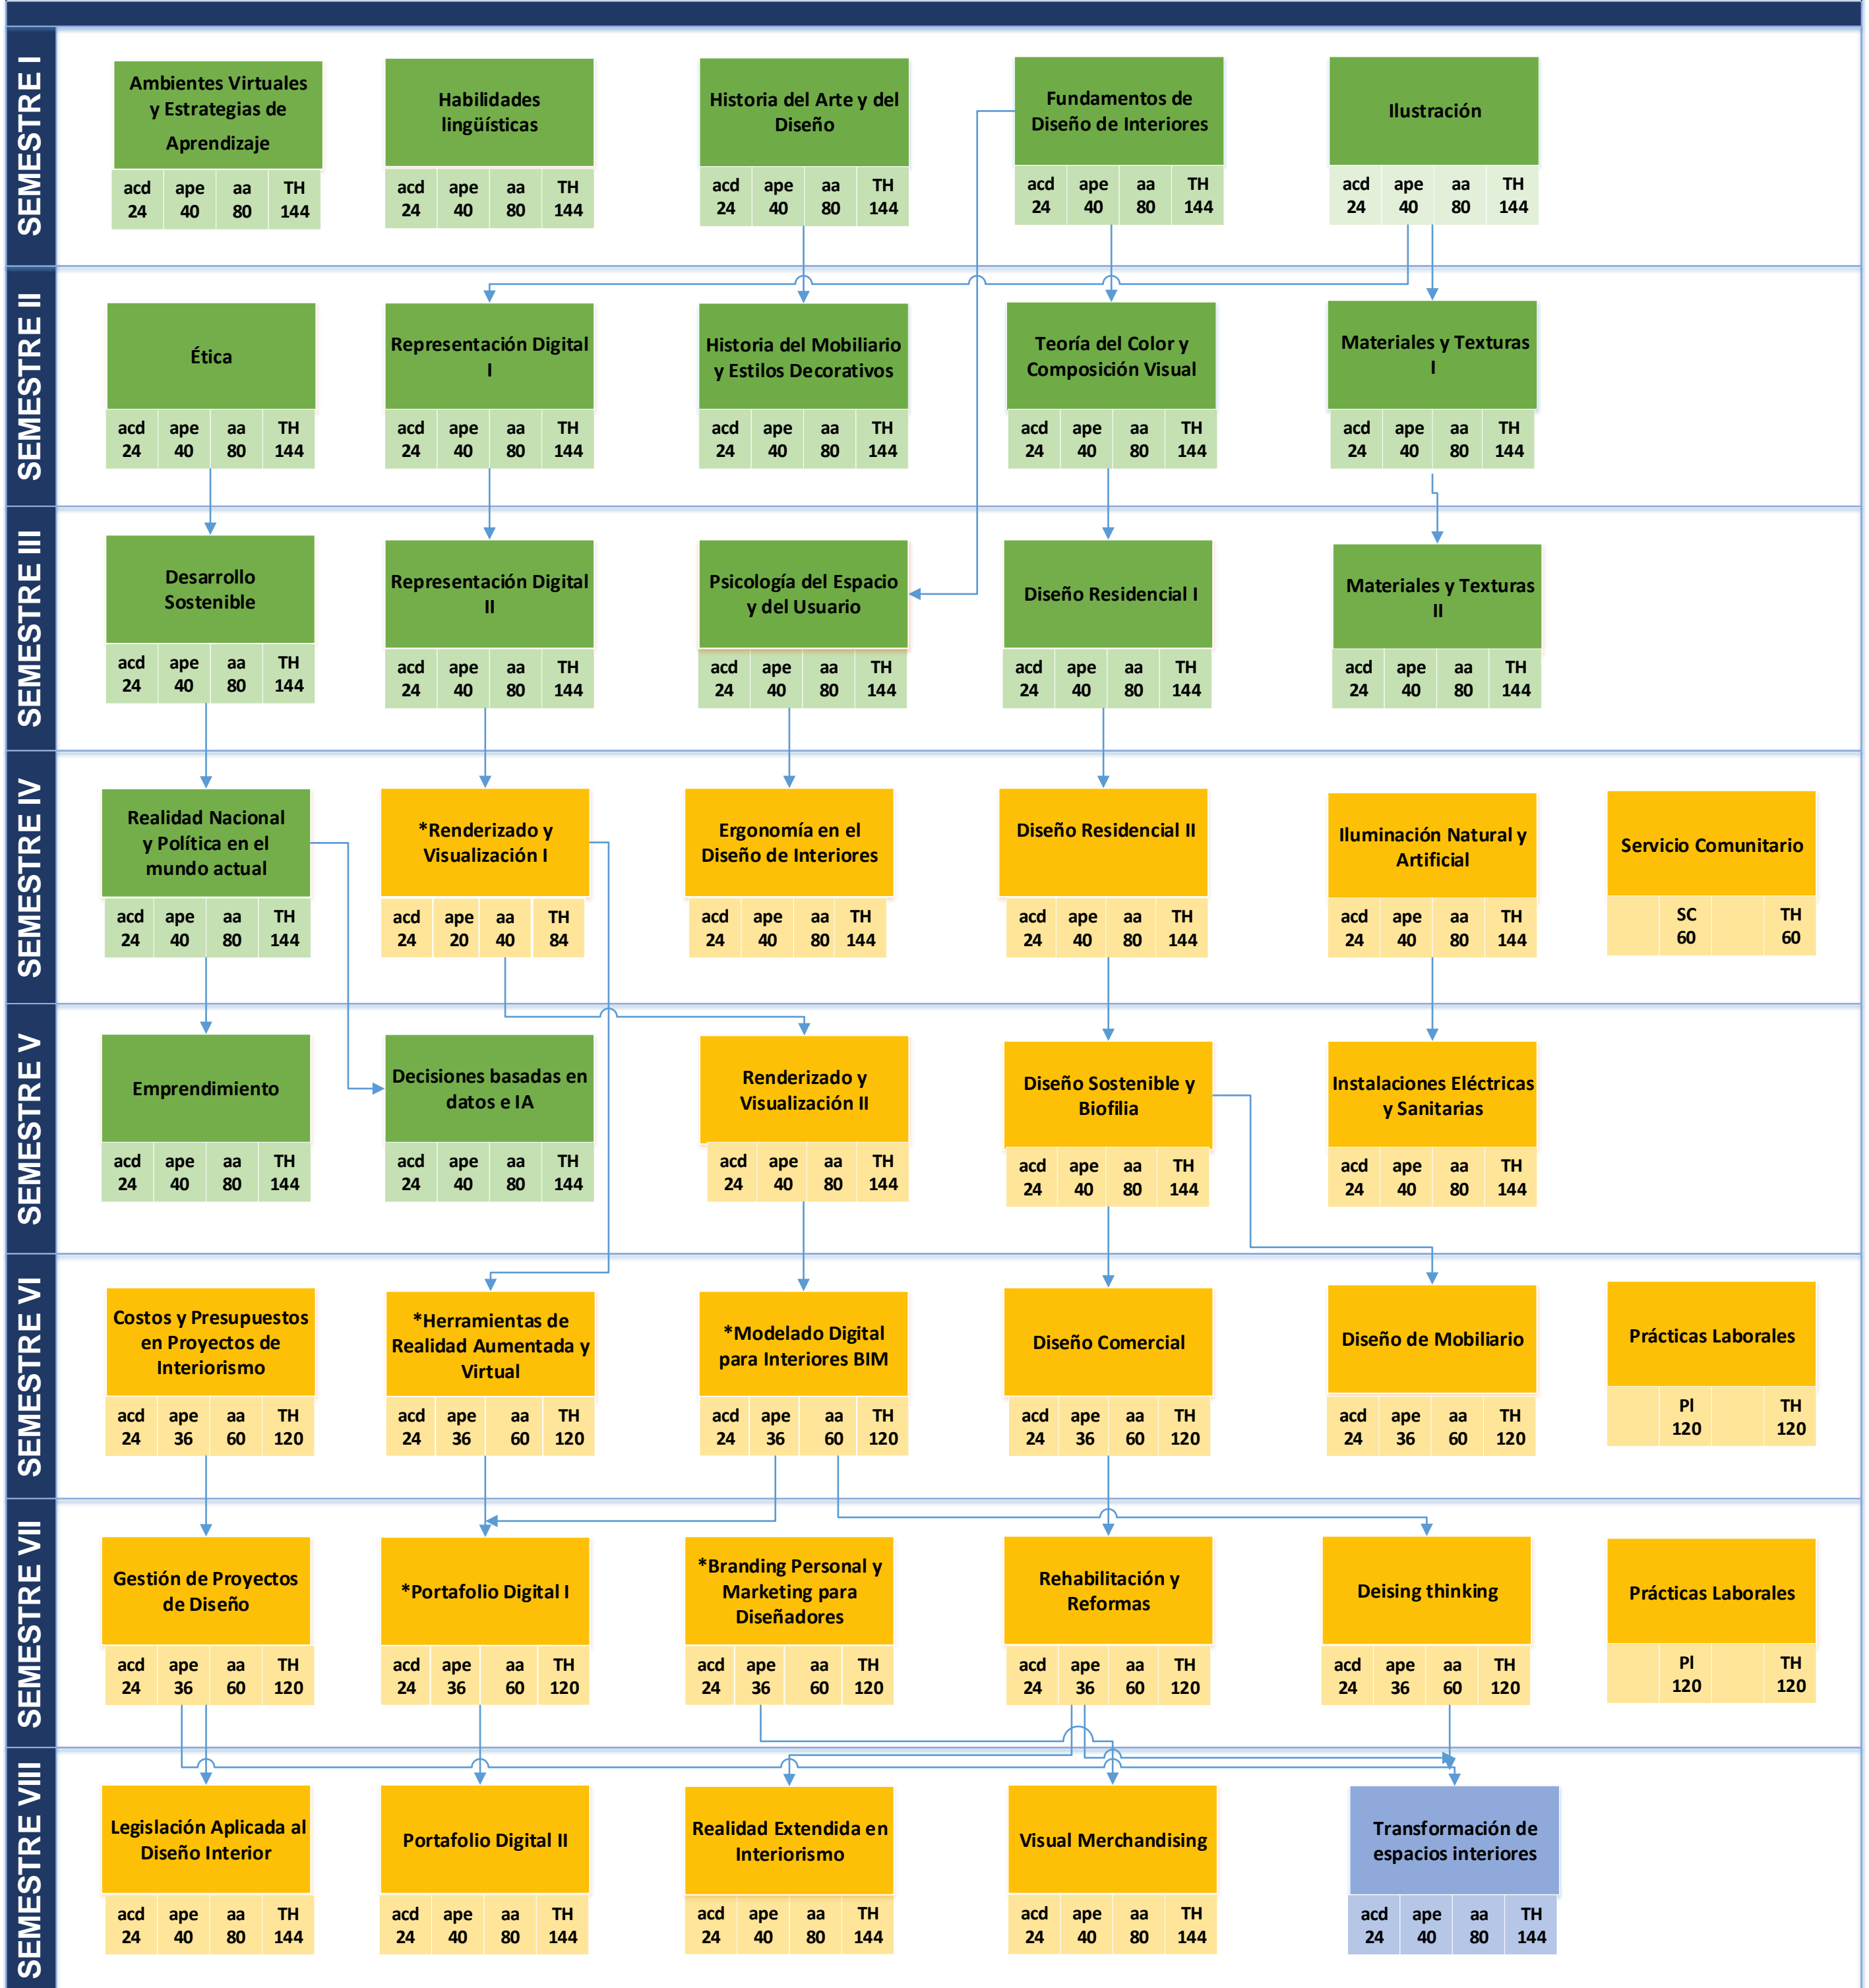 SEMESTRE I
Ambientes Virtuales
y Estrategias de
Aprendizaje
acd ape aa TH
24 40 80 144
Habilidades
lingüísticas
acd ape aa TH
24 40 80 144
Historia del Arte y del
Diseño
acd ape aa TH
24 40 80 144
Fundamentos de
Diseño de Interiores
acd ape aa TH
24 40 80 144
Ilustración
acd ape aa TH
24 40 80 144
SEMESTRE II
Ética
acd ape aa TH
24 40 80 144
Representación Digital
I
acd ape aa TH
24 40 80 144
Historia del Mobiliario
y Estilos Decorativos
acd ape aa TH
24 40 80 144
Teoría del Color y
Composición Visual
acd ape aa TH
24 40 80 144
Materiales y Texturas
I
acd ape aa TH
24 40 80 144
SEMESTRE III
Desarrollo
Sostenible
acd ape aa TH
24 40 80 144
Representación Digital
II
acd ape aa TH
24 40 80 144
Psicología del Espacio
y del Usuario
acd ape aa TH
24 40 80 144
Diseño Residencial I
acd ape aa TH
24 40 80 144
Materiales y Texturas
II
acd ape aa TH
24 40 80 144
SEMESTRE IV
Realidad Nacional
y Política en el
mundo actual
acd ape aa TH
24 40 80 144
*Renderizado y
Visualización I
acd ape aa TH
24 20 40 84
Ergonomía en el
Diseño de Interiores
acd ape aa TH
24 40 80 144
Diseño Residencial II
acd ape aa TH
24 40 80 144
Iluminación Natural y
Artificial
acd ape aa TH
24 40 80 144
Servicio Comunitario
SC TH
60 60
SEMESTRE V
Emprendimiento
acd ape aa TH
24 40 80 144
Decisiones basadas en
datos e IA
acd ape aa TH
24 40 80 144
Renderizado y
Visualización II
acd ape aa TH
24 40 80 144
Diseño Sostenible y
Biofilia
acd ape aa TH
24 40 80 144
Instalaciones Eléctricas
y Sanitarias
acd ape aa TH
24 40 80 144
SEMESTRE VI
Costos y Presupuestos
en Proyectos de
Interiorismo
acd ape aa TH
24 36 60 120
*Herramientas de
Realidad Aumentada y
Virtual
acd ape aa TH
24 36 60 120
*Modelado Digital
para Interiores BIM
acd ape aa TH
24 36 60 120
Diseño Comercial
acd ape aa TH
24 36 60 120
Diseño de Mobiliario
acd ape aa TH
24 36 60 120
Prácticas Laborales
Pl TH
120 120
SEMESTRE VII
Gestión de Proyectos
de Diseño
acd ape aa TH
24 36 60 120
*Portafolio Digital I
acd ape aa TH
24 36 60 120
*Branding Personal y
Marketing para
Diseñadores
acd ape aa TH
24 36 60 120
Rehabilitación y
Reformas
acd ape aa TH
24 36 60 120
Deising thinking
acd ape aa TH
24 36 60 120
Prácticas Laborales
Pl TH
120 120
SEMESTRE VIII
Legislación Aplicada al
Diseño Interior
acd ape aa TH
24 40 80 144
Portafolio Digital II
acd ape aa TH
24 40 80 144
Realidad Extendida en
Interiorismo
acd ape aa TH
24 40 80 144
Visual Merchandising
acd ape aa TH
24 40 80 144
Transformación de
espacios interiores
acd ape aa TH
24 40 80 144